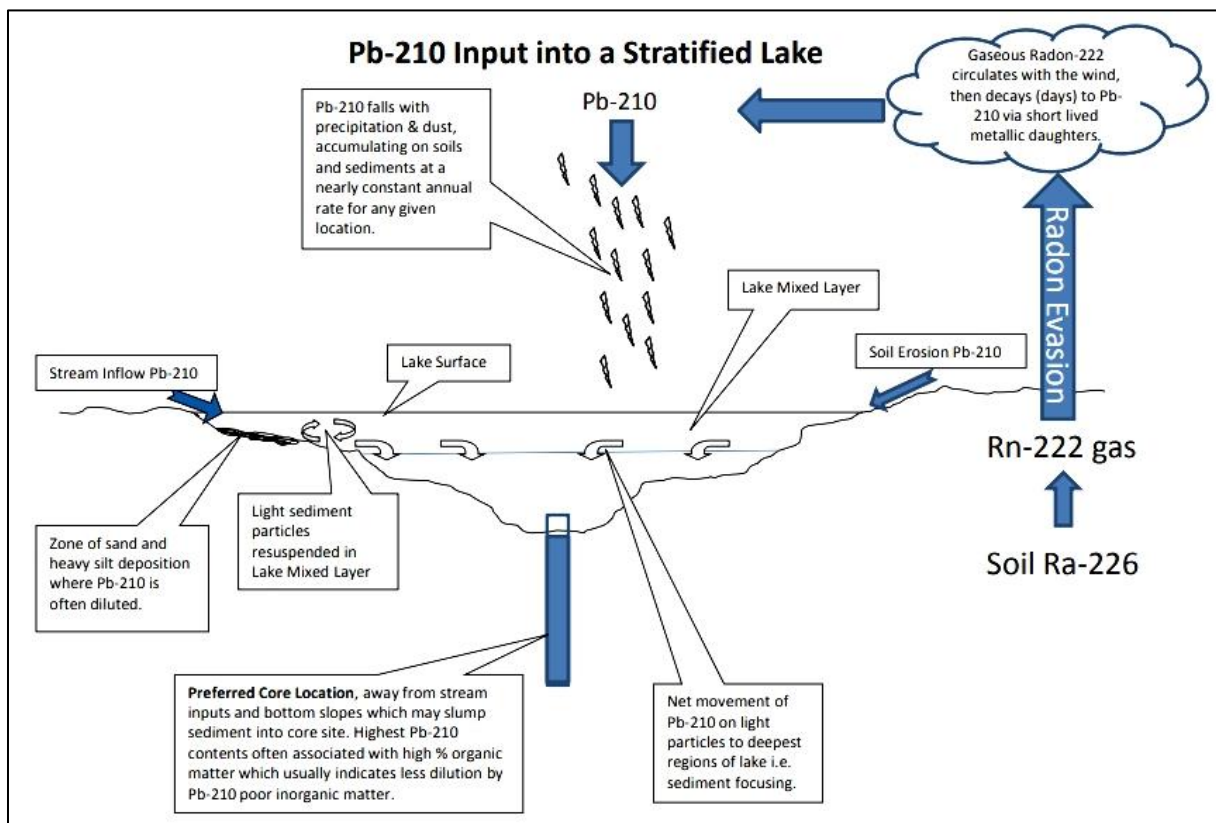 Pb-210 Input into a Stratified Lake
Pb-210 falls with
precipitation & dust,
accumulating on soils
and sediments at a
nearly constant annual
rate for any given
location.
Pb-210
Gaseous Radon-222
circulates with the wind,
then decays (days) to Pb-
210 via short lived
metallic daughters.
Radon Evasion
Lake Mixed Layer
Soil Erosion Pb-210
Lake Surface
Stream Inflow Pb-210
Rn-222 gas
Soil Ra-226
Zone of sand and
heavy silt deposition
where Pb-210 is
often diluted.
Light sediment
particles
resuspended in
Lake Mixed Layer
Preferred Core Location, away from stream
inputs and bottom slopes which may slump
sediment into core site. Highest Pb-210
contents often associated with high % organic
matter which usually indicates less dilution by
Pb-210 poor inorganic matter.
Net movement of
Pb-210 on light
particles to deepest
regions of lake i.e.
sediment focusing.